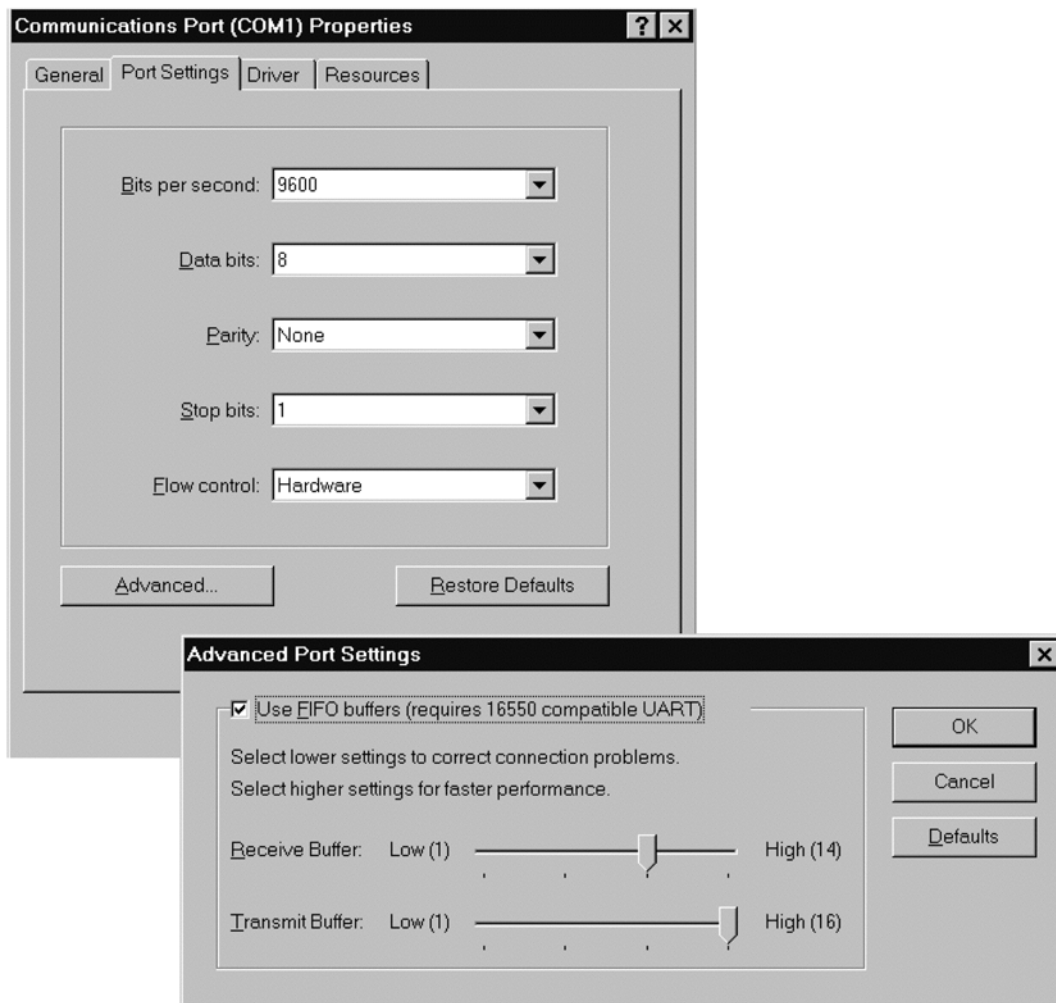 Communications Port (COM1) Properties
General Port Settings Driver Resources
Bits per second: 9600
Data bits: 8
Parity: None
Stop bits: 1
Flow control: Hardware
Advanced... Restore Defaults
Advanced Port Settings
Use FIFO buffers (requires 16550 compatible UART)
Select lower settings to correct connection problems.
Select higher settings for faster performance.
Receive Buffer: Low (1) High (14)
Transmit Buffer: Low (1) High (16)
OK
Cancel
Defaults